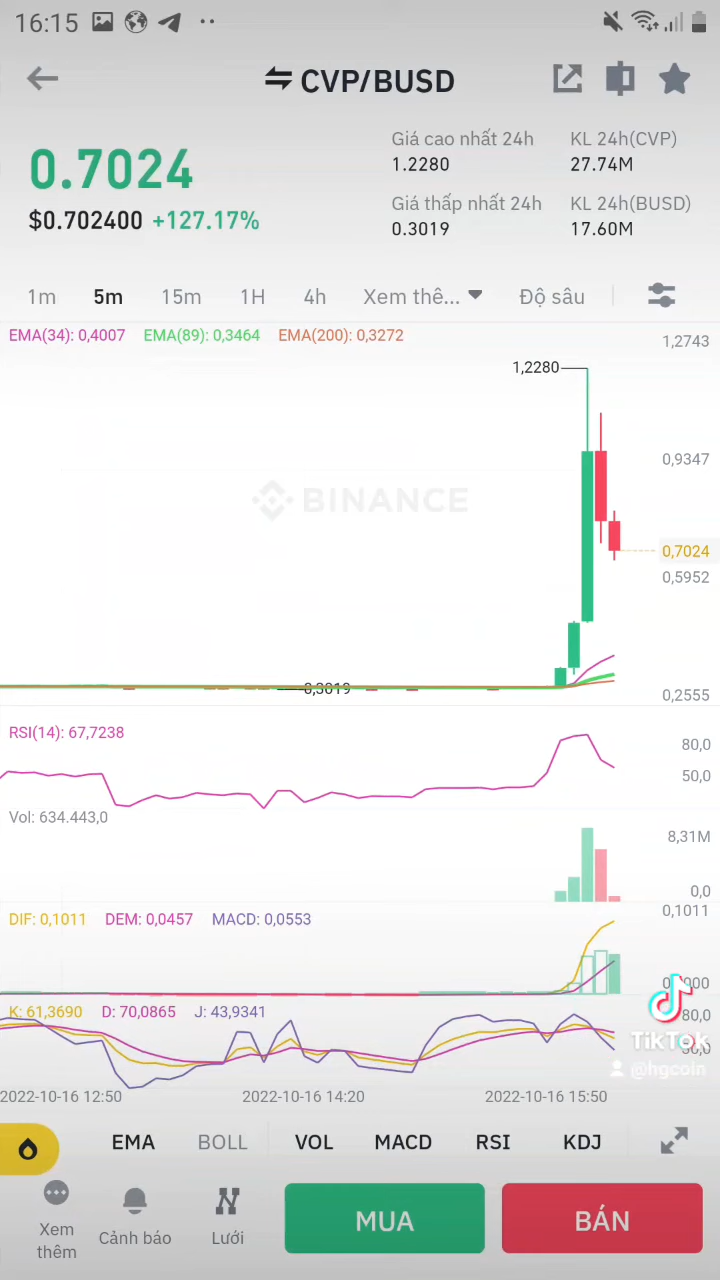 16:15
CVP/BUSD
0.7024
$0.702400 +127.17%
Giá cao nhất 24h
1.2280
KL 24h(CVP)
27.74M
Giá thấp nhất 24h
0.3019
KL 24h(BUSD)
17.60M
1m 5m 15m 1H 4h Xem thê... Độ sâu
EMA(34): 0,4007 EMA(89): 0,3464 EMA(200): 0,3272
1,2743
1,2280
0,9347
BINANCE
0,7024
0,5952
0,3019
0,2555
RSI(14): 67,7238
80,0
50,0
Vol: 634.443,0
8,31M
0,0
0,1011
DIF: 0,1011 DEM: 0,0457 MACD: 0,0553
K: 61,3690 D: 70,0865 J: 43,9341
80,0
TikTok
@hgcoin
2022-10-16 12:50 2022-10-16 14:20 2022-10-16 15:50
EMA BOLL VOL MACD RSI KDJ
Xem thêm
Cảnh báo
Lưới
MUA
BÁN